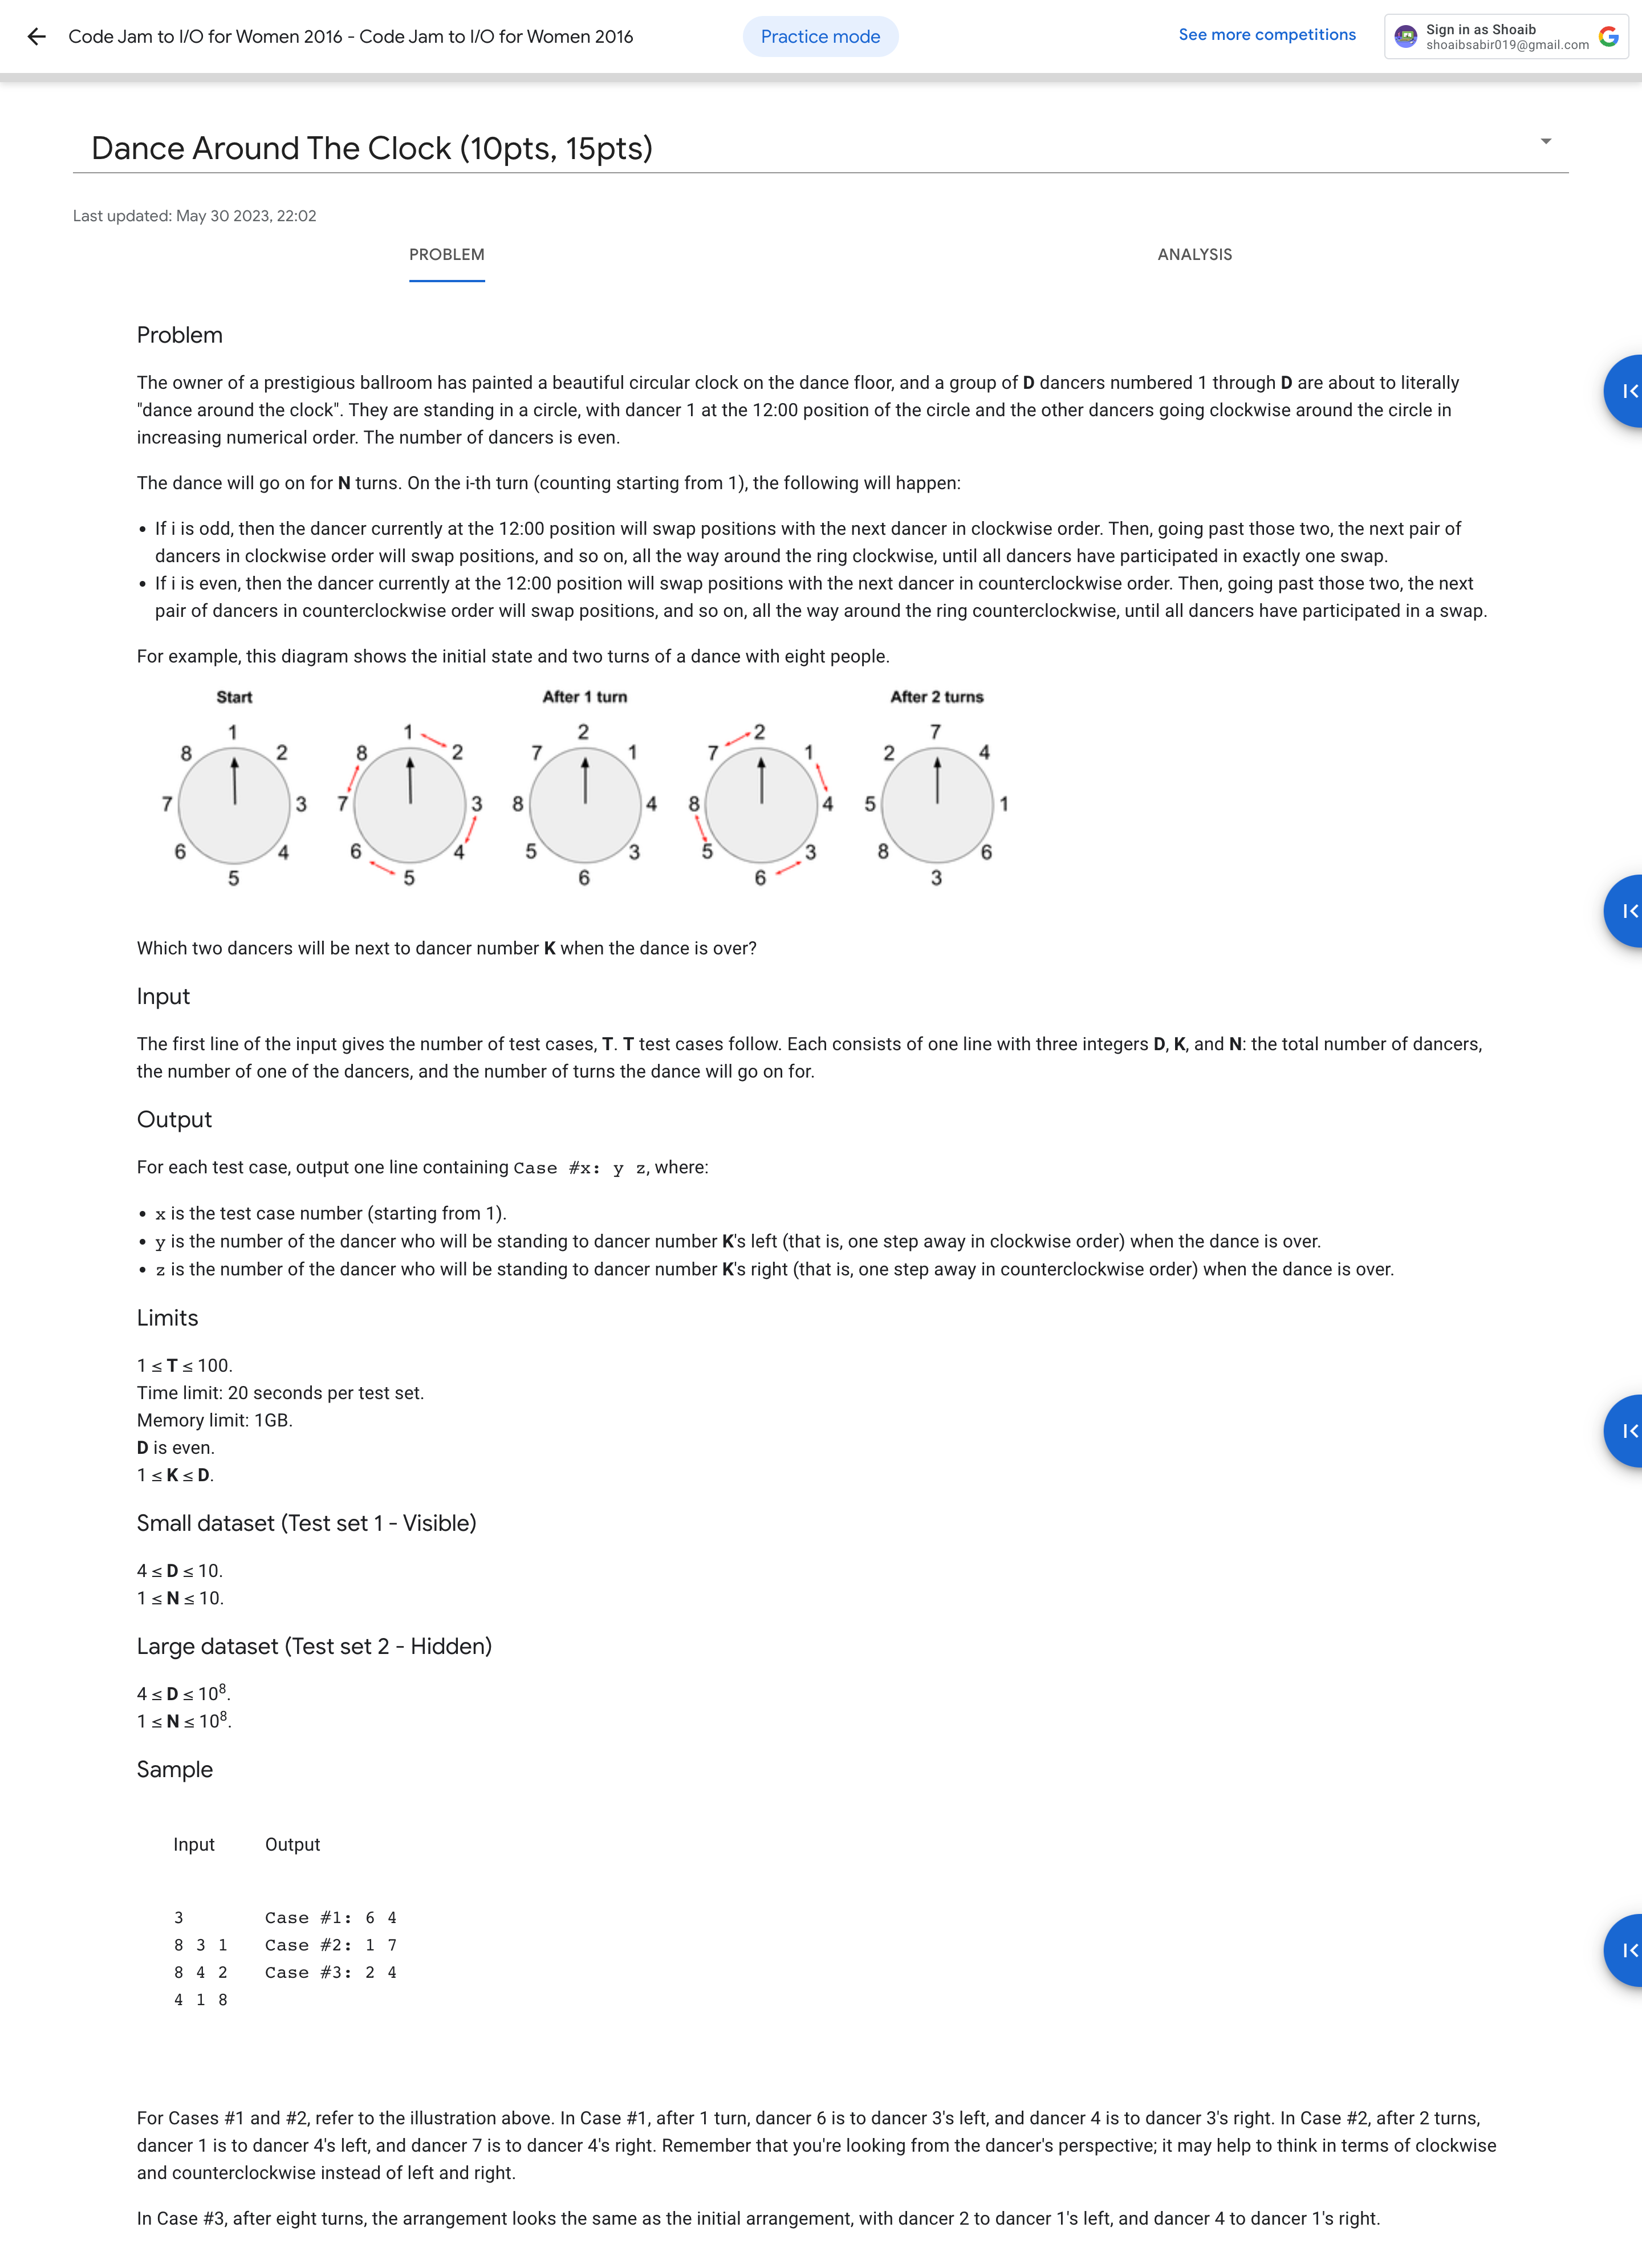 Code Jam to I/O for Women 2016 - Code Jam to I/O for Women 2016
Practice mode
See more competitions
Sign in as Shoaib
shoaibsabir019@gmail.com
Dance Around The Clock (10pts, 15pts)
Last updated: May 30 2023, 22:02
PROBLEM
ANALYSIS
Problem
The owner of a prestigious ballroom has painted a beautiful circular clock on the dance floor, and a group of D dancers numbered 1 through D are about to literally
"dance around the clock". They are standing in a circle, with dancer 1 at the 12:00 position of the circle and the other dancers going clockwise around the circle in
increasing numerical order. The number of dancers is even.
The dance will go on for N turns. On the i-th turn (counting starting from 1), the following will happen:
• If i is odd, then the dancer currently at the 12:00 position will swap positions with the next dancer in clockwise order. Then, going past those two, the next pair of
dancers in clockwise order will swap positions, and so on, all the way around the ring clockwise, until all dancers have participated in exactly one swap.
• If i is even, then the dancer currently at the 12:00 position will swap positions with the next dancer in counterclockwise order. Then, going past those two, the next
pair of dancers in counterclockwise order will swap positions, and so on, all the way around the ring counterclockwise, until all dancers have participated in a swap.
For example, this diagram shows the initial state and two turns of a dance with eight people.
Start
1
2
3
4
5
6
7
8
1
2
3
4
5
6
7
8
After 1 turn
2
1
4
3
6
5
8
7
2
1
4
3
6
5
8
7
After 2 turns
7
4
1
6
3
8
5
2
Which two dancers will be next to dancer number K when the dance is over?
Input
The first line of the input gives the number of test cases, T. T test cases follow. Each consists of one line with three integers D, K, and N: the total number of dancers,
the number of one of the dancers, and the number of turns the dance will go on for.
Output
For each test case, output one line containing Case #x: y z, where:
• x is the test case number (starting from 1).
• y is the number of the dancer who will be standing to dancer number K's left (that is, one step away in clockwise order) when the dance is over.
• z is the number of the dancer who will be standing to dancer number K's right (that is, one step away in counterclockwise order) when the dance is over.
Limits
1 ≤ T ≤ 100.
Time limit: 20 seconds per test set.
Memory limit: 1GB.
D is even.
1 ≤ K ≤ D.
Small dataset (Test set 1 - Visible)
4 ≤ D ≤ 10.
1 ≤ N ≤ 10.
Large dataset (Test set 2 - Hidden)
4 ≤ D ≤ 10⁸.
1 ≤ N ≤ 10⁸.
Sample
Input Output
3 Case #1: 6 4
8 3 1 Case #2: 1 7
8 4 2 Case #3: 2 4
4 1 8
For Cases #1 and #2, refer to the illustration above. In Case #1, after 1 turn, dancer 6 is to dancer 3's left, and dancer 4 is to dancer 3's right. In Case #2, after 2 turns,
dancer 1 is to dancer 4's left, and dancer 7 is to dancer 4's right. Remember that you're looking from the dancer's perspective; it may help to think in terms of clockwise
and counterclockwise instead of left and right.
In Case #3, after eight turns, the arrangement looks the same as the initial arrangement, with dancer 2 to dancer 1's left, and dancer 4 to dancer 1's right.